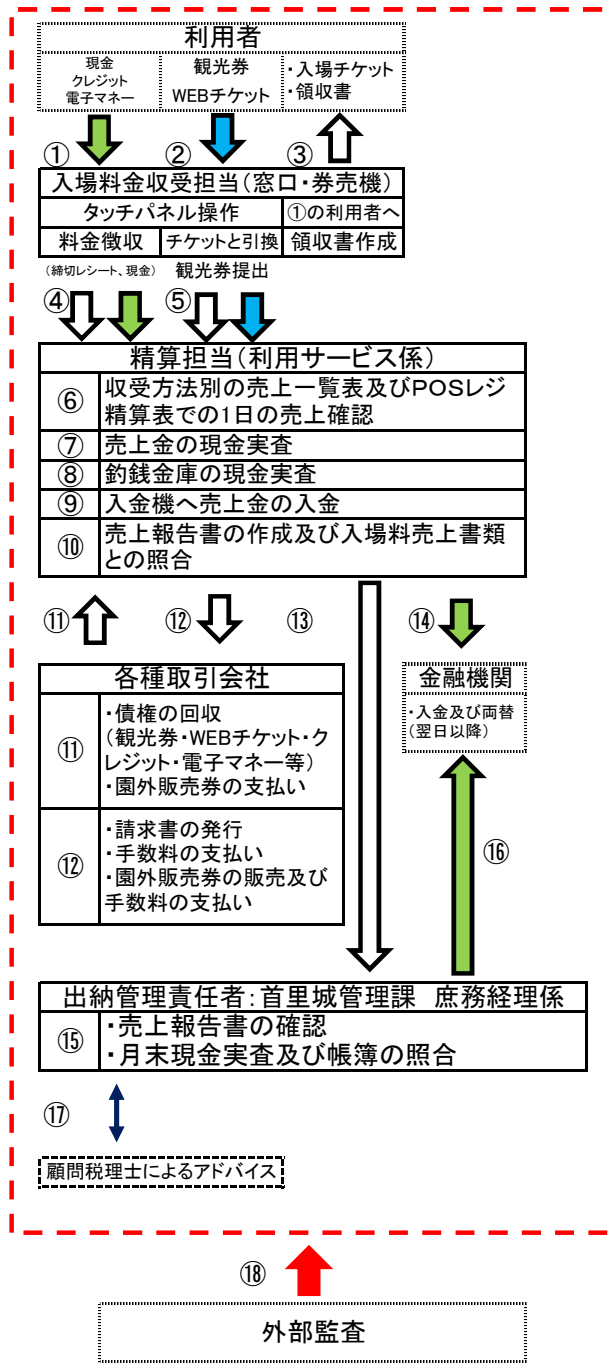 利用者
現金
クレジット
電子マネー
観光券
WEBチケット
・入場チケット
・領収書
① ② ③
入場料金収受担当(窓口・券売機)
タッチパネル操作 ①の利用者へ
料金徴収 チケットと引換 領収書作成
(締切レシート、現金) 観光券提出
④ ⑤
精算担当(利用サービス係)
⑥ 収受方法別の売上一覧表及びPOSレジ
精算表での1日の売上確認
⑦ 売上金の現金実査
⑧ 釣銭金庫の現金実査
⑨ 入金機へ売上金の入金
⑩ 売上報告書の作成及び入場料売上書類
との照合
⑪ ⑫ ⑬ ⑭
各種取引会社
⑪ ・債権の回収
(観光券・WEBチケット・ク
レジット・電子マネー等)
・園外販売券の支払い
⑫ ・請求書の発行
・手数料の支払い
・園外販売券の販売及び
手数料の支払い
金融機関
・入金及び両替
(翌日以降)
⑯
出納管理責任者:首里城管理課 庶務経理係
⑮ ・売上報告書の確認
・月末現金実査及び帳簿の照合
⑰
顧問税理士によるアドバイス
⑱
外部監査